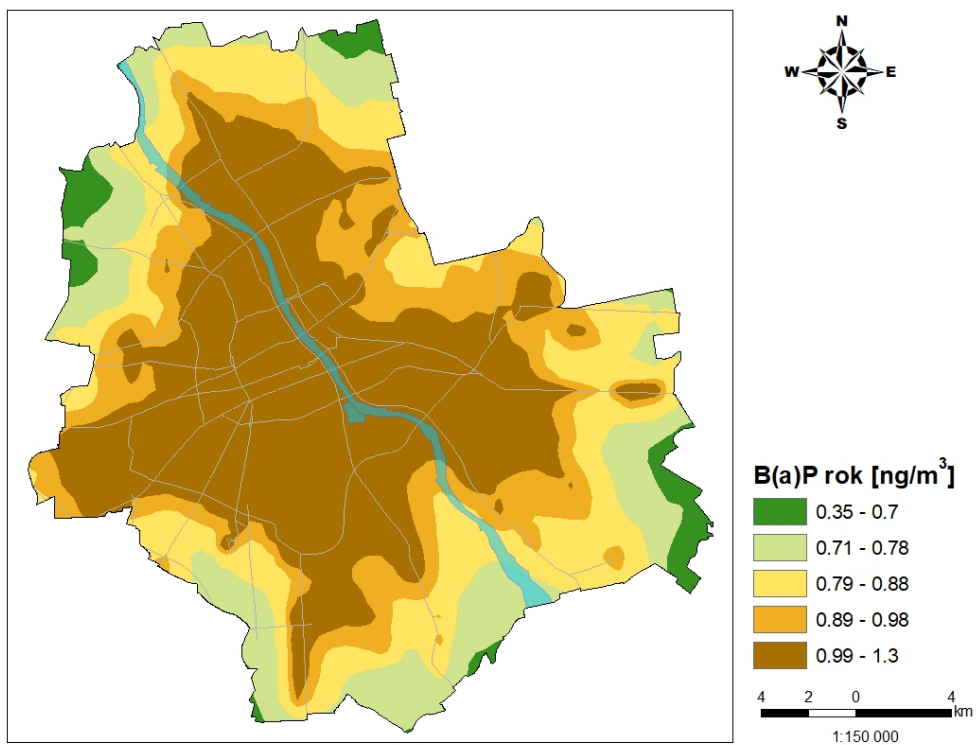 N
W E
S
B(a)P rok [ng/m³]
0.35 - 0.7
0.71 - 0.78
0.79 - 0.88
0.89 - 0.98
0.99 - 1.3
4 2 0 4
km
1:150 000